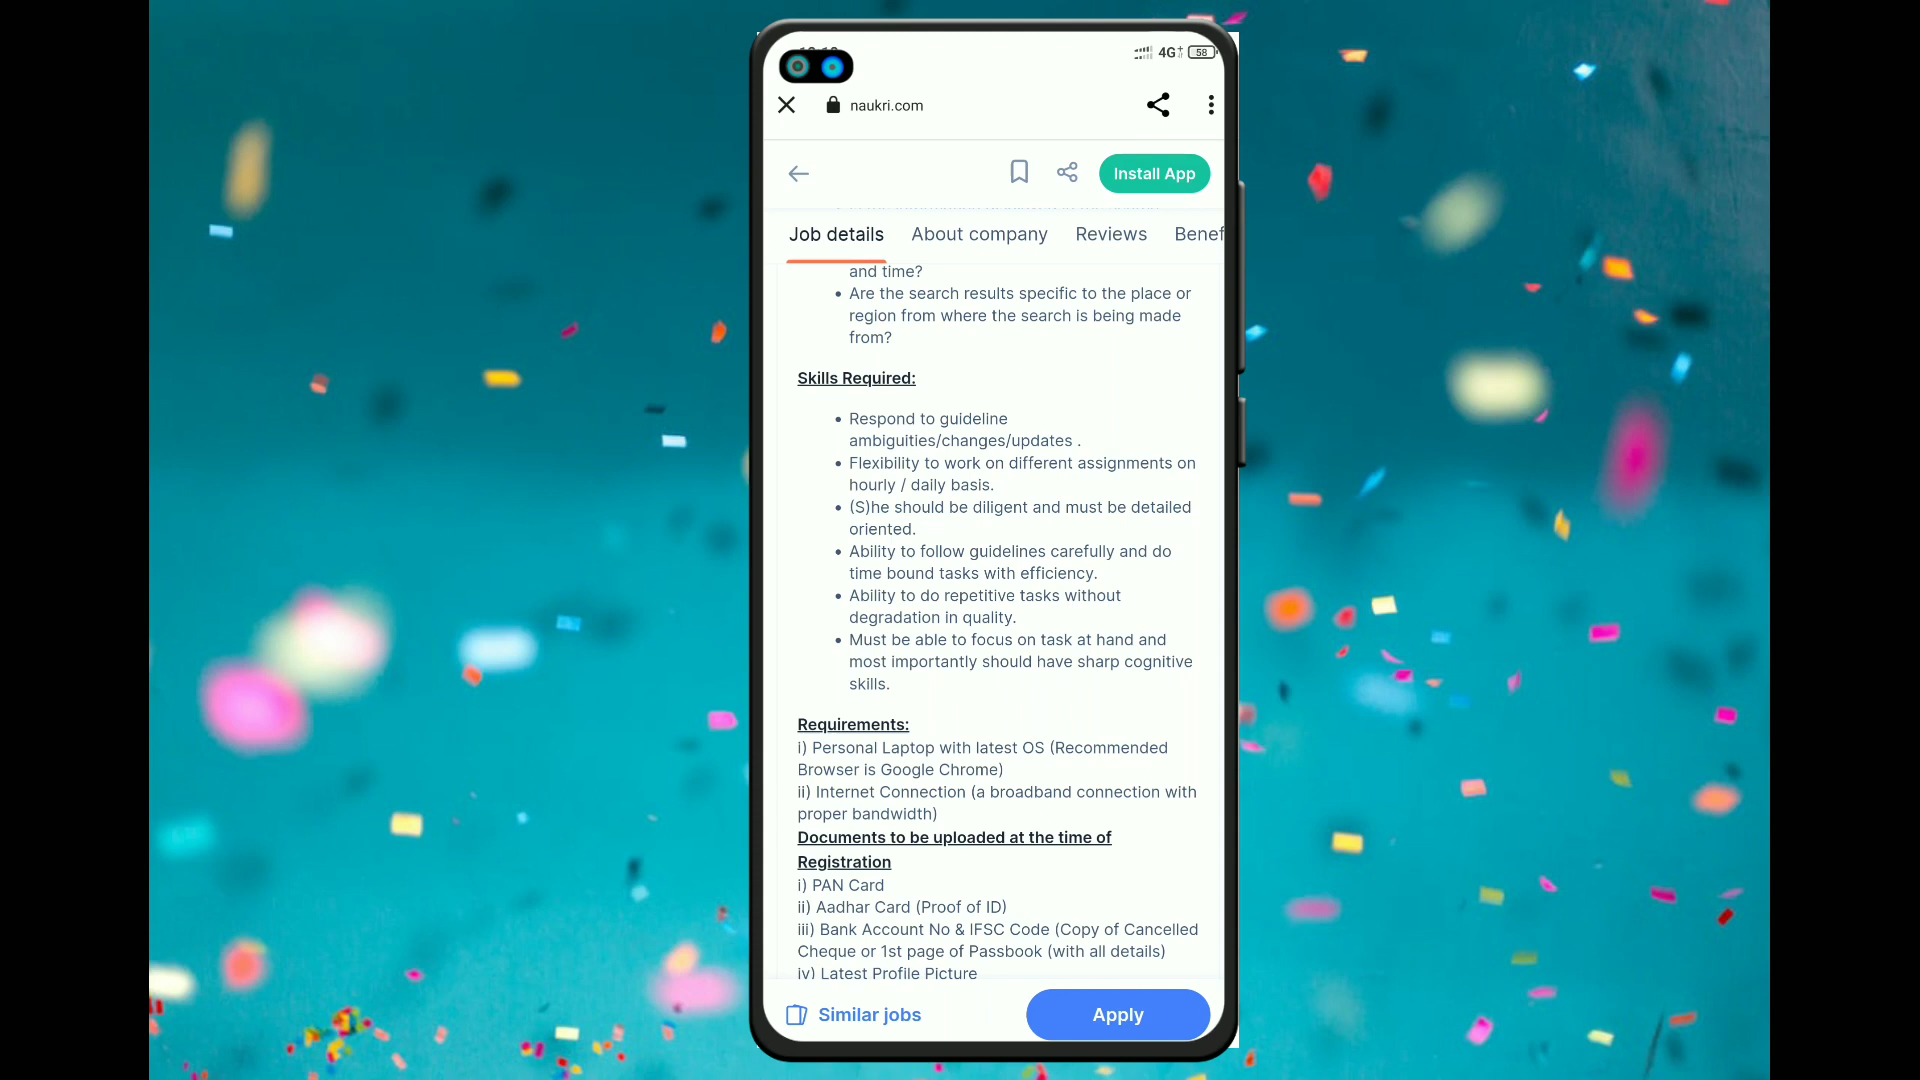 4G+ 58
naukri.com
Install App
Job details About company Reviews Benef
and time?
• Are the search results specific to the place or
region from where the search is being made
from?
Skills Required:
• Respond to guideline
ambiguities/changes/updates .
• Flexibility to work on different assignments on
hourly / daily basis.
• (S)he should be diligent and must be detailed
oriented.
• Ability to follow guidelines carefully and do
time bound tasks with efficiency.
• Ability to do repetitive tasks without
degradation in quality.
• Must be able to focus on task at hand and
most importantly should have sharp cognitive
skills.
Requirements:
i) Personal Laptop with latest OS (Recommended
Browser is Google Chrome)
ii) Internet Connection (a broadband connection with
proper bandwidth)
Documents to be uploaded at the time of
Registration
i) PAN Card
ii) Aadhar Card (Proof of ID)
iii) Bank Account No & IFSC Code (Copy of Cancelled
Cheque or 1st page of Passbook (with all details)
iv) Latest Profile Picture
Similar jobs Apply